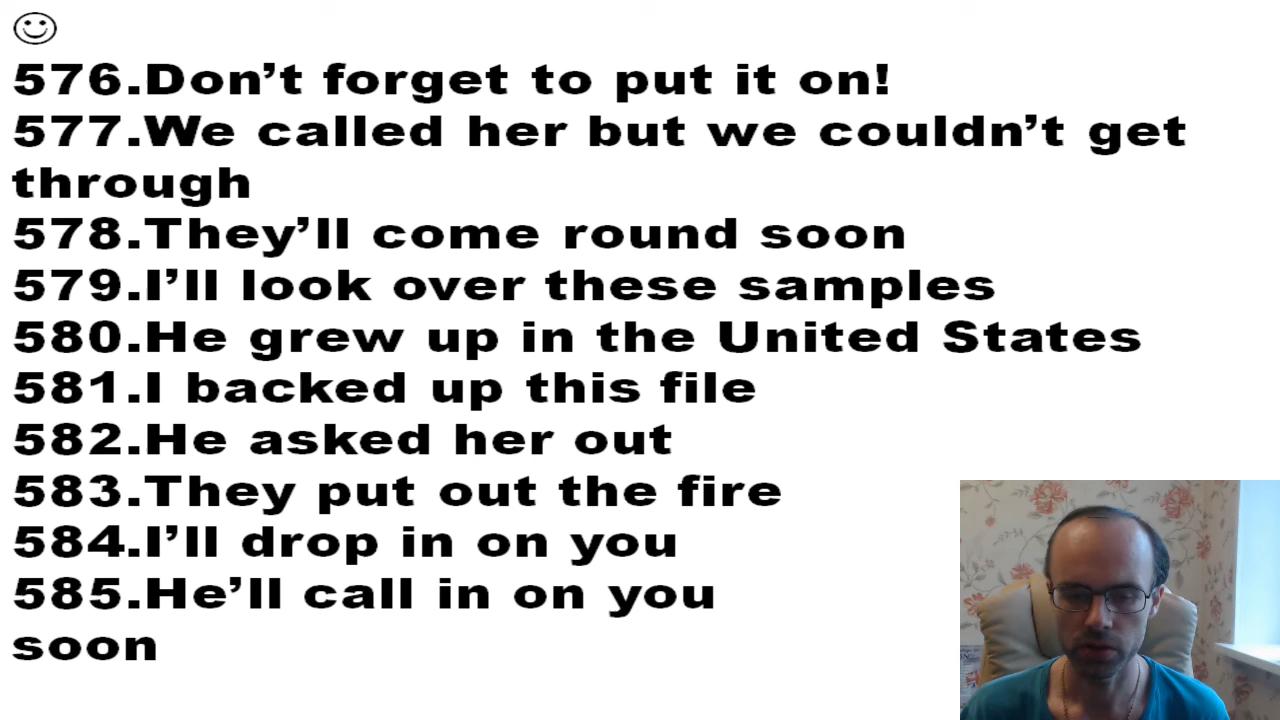 576.Don’t forget to put it on!
577.We called her but we couldn’t get
through
578.They’ll come round soon
579.I’ll look over these samples
580.He grew up in the United States
581.I backed up this file
582.He asked her out
583.They put out the fire
584.I’ll drop in on you
585.He’ll call in on you
soon